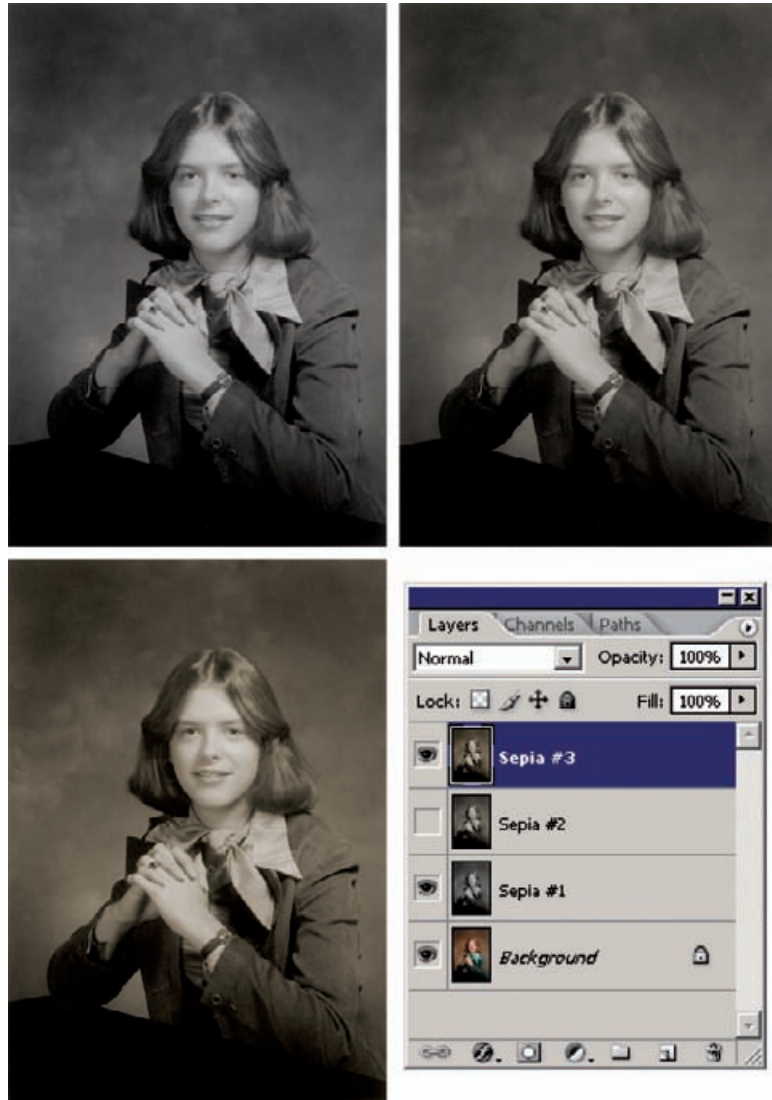 Layers Channels Paths
Normal Opacity: 100%
Lock: Fill: 100%
Sepia #3
Sepia #2
Sepia #1
Background